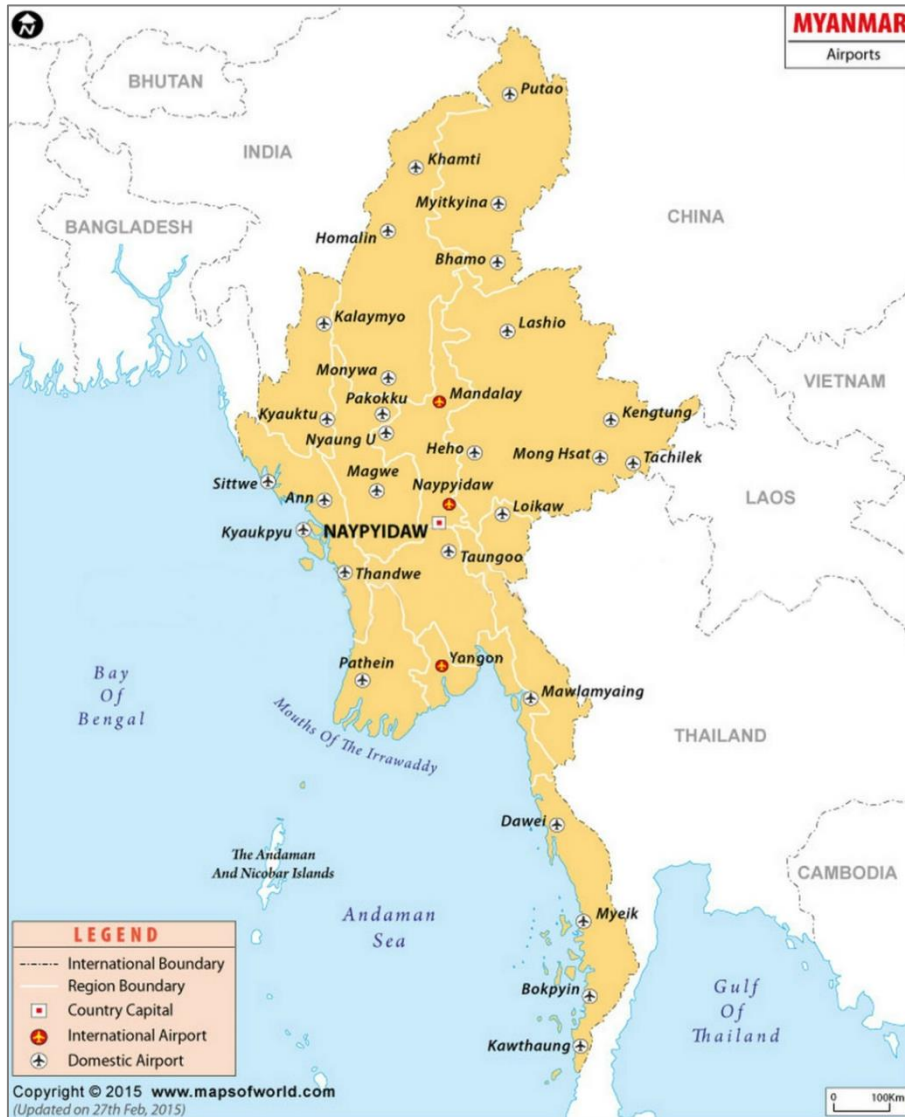 N
MYANMAR
Airports
BHUTAN
Putao
INDIA
Khamti
Myitkyina
CHINA
BANGLADESH
Homalin
Bhamo
Kalaymyo
Lashio
Monywa
VIETNAM
Pakokku
Mandalay
Kyauktu
Kengtung
Nyaung U
Heho
Mong Hsat
Tachilek
Magwe
Sittwe
Naypyidaw
Ann
LAOS
Loikaw
Kyaukpyu
NAYPYIDAW
Taungoo
Thandwe
Pathein
Yangon
Bay
Of
Bengal
Mawlamyaing
Mouths Of The Irrawaddy
THAILAND
Dawei
The Andaman
And Nicobar Islands
CAMBODIA
Andaman
Sea
Myeik
LEGEND
International Boundary
Region Boundary
Country Capital
International Airport
Domestic Airport
Bokpyin
Gulf
Of
Thailand
Kawthaung
Copyright © 2015 www.mapsofworld.com
(Updated on 27th Feb, 2015)
0 100Km